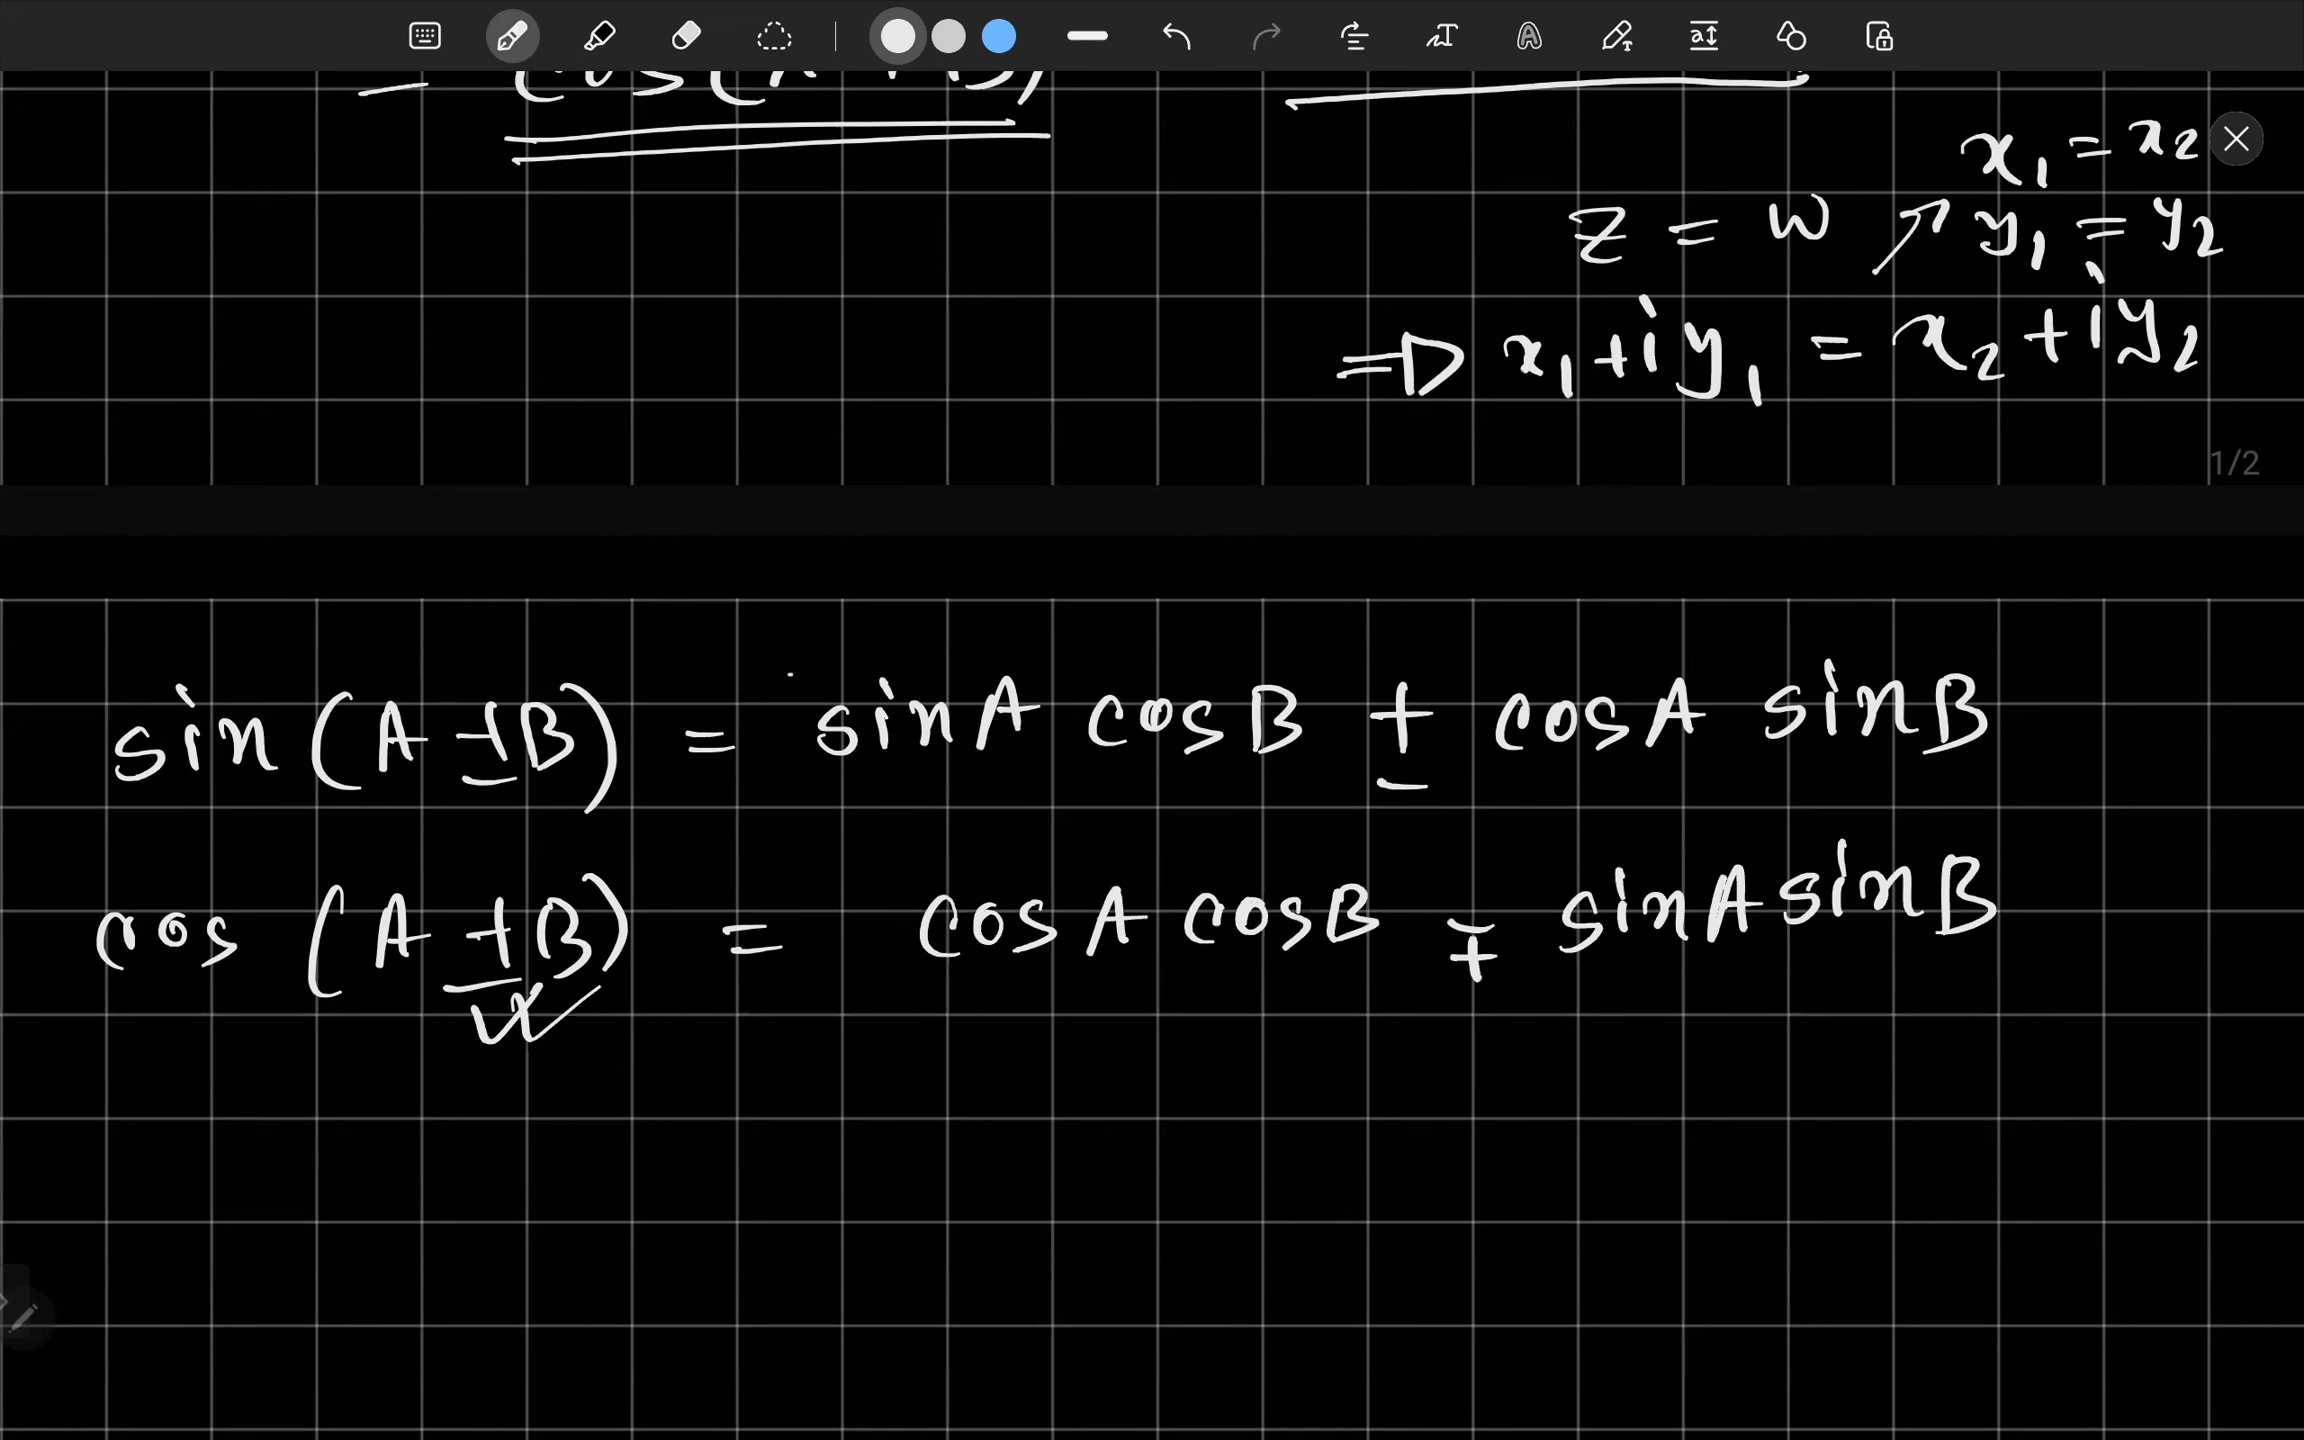 = cos(A + B)
x₁ = x₂
z = w ↗ y₁ = y₂
=> x₁ + iy₁ = x₂ + iy₂
1/2
sin (A ± B) = sinA cosB ± cosA sinB
cos (A ± B) = cosA cosB ∓ sinA sinB